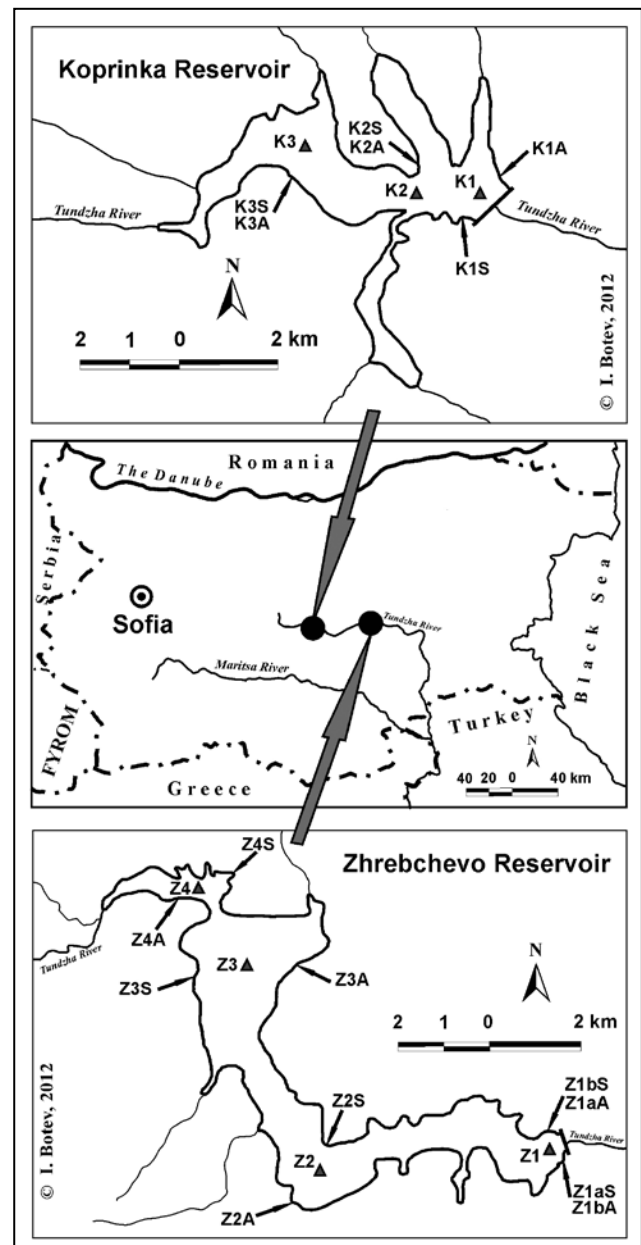 Koprinka Reservoir
K3
K2S
K2A
K1A
K2
K1
Tundzha River
K3S
K3A
Tundzha River
K1S
N
2 1 0 2 km
© I. Botev, 2012
Romania
The Danube
Serbia
Sofia
Tundzha River
Maritsa River
Black Sea
FYROM
Turkey
Greece
N
40 20 0 40 km
Zhrebchevo Reservoir
Z4S
Z4
Z4A
Tundzha River
Z3S
Z3
Z3A
N
2 1 0 2 km
Z2S
Z1bS
Z1aA
Tundzha River
Z1
Z2
Z1aS
Z1bA
Z2A
© I. Botev, 2012